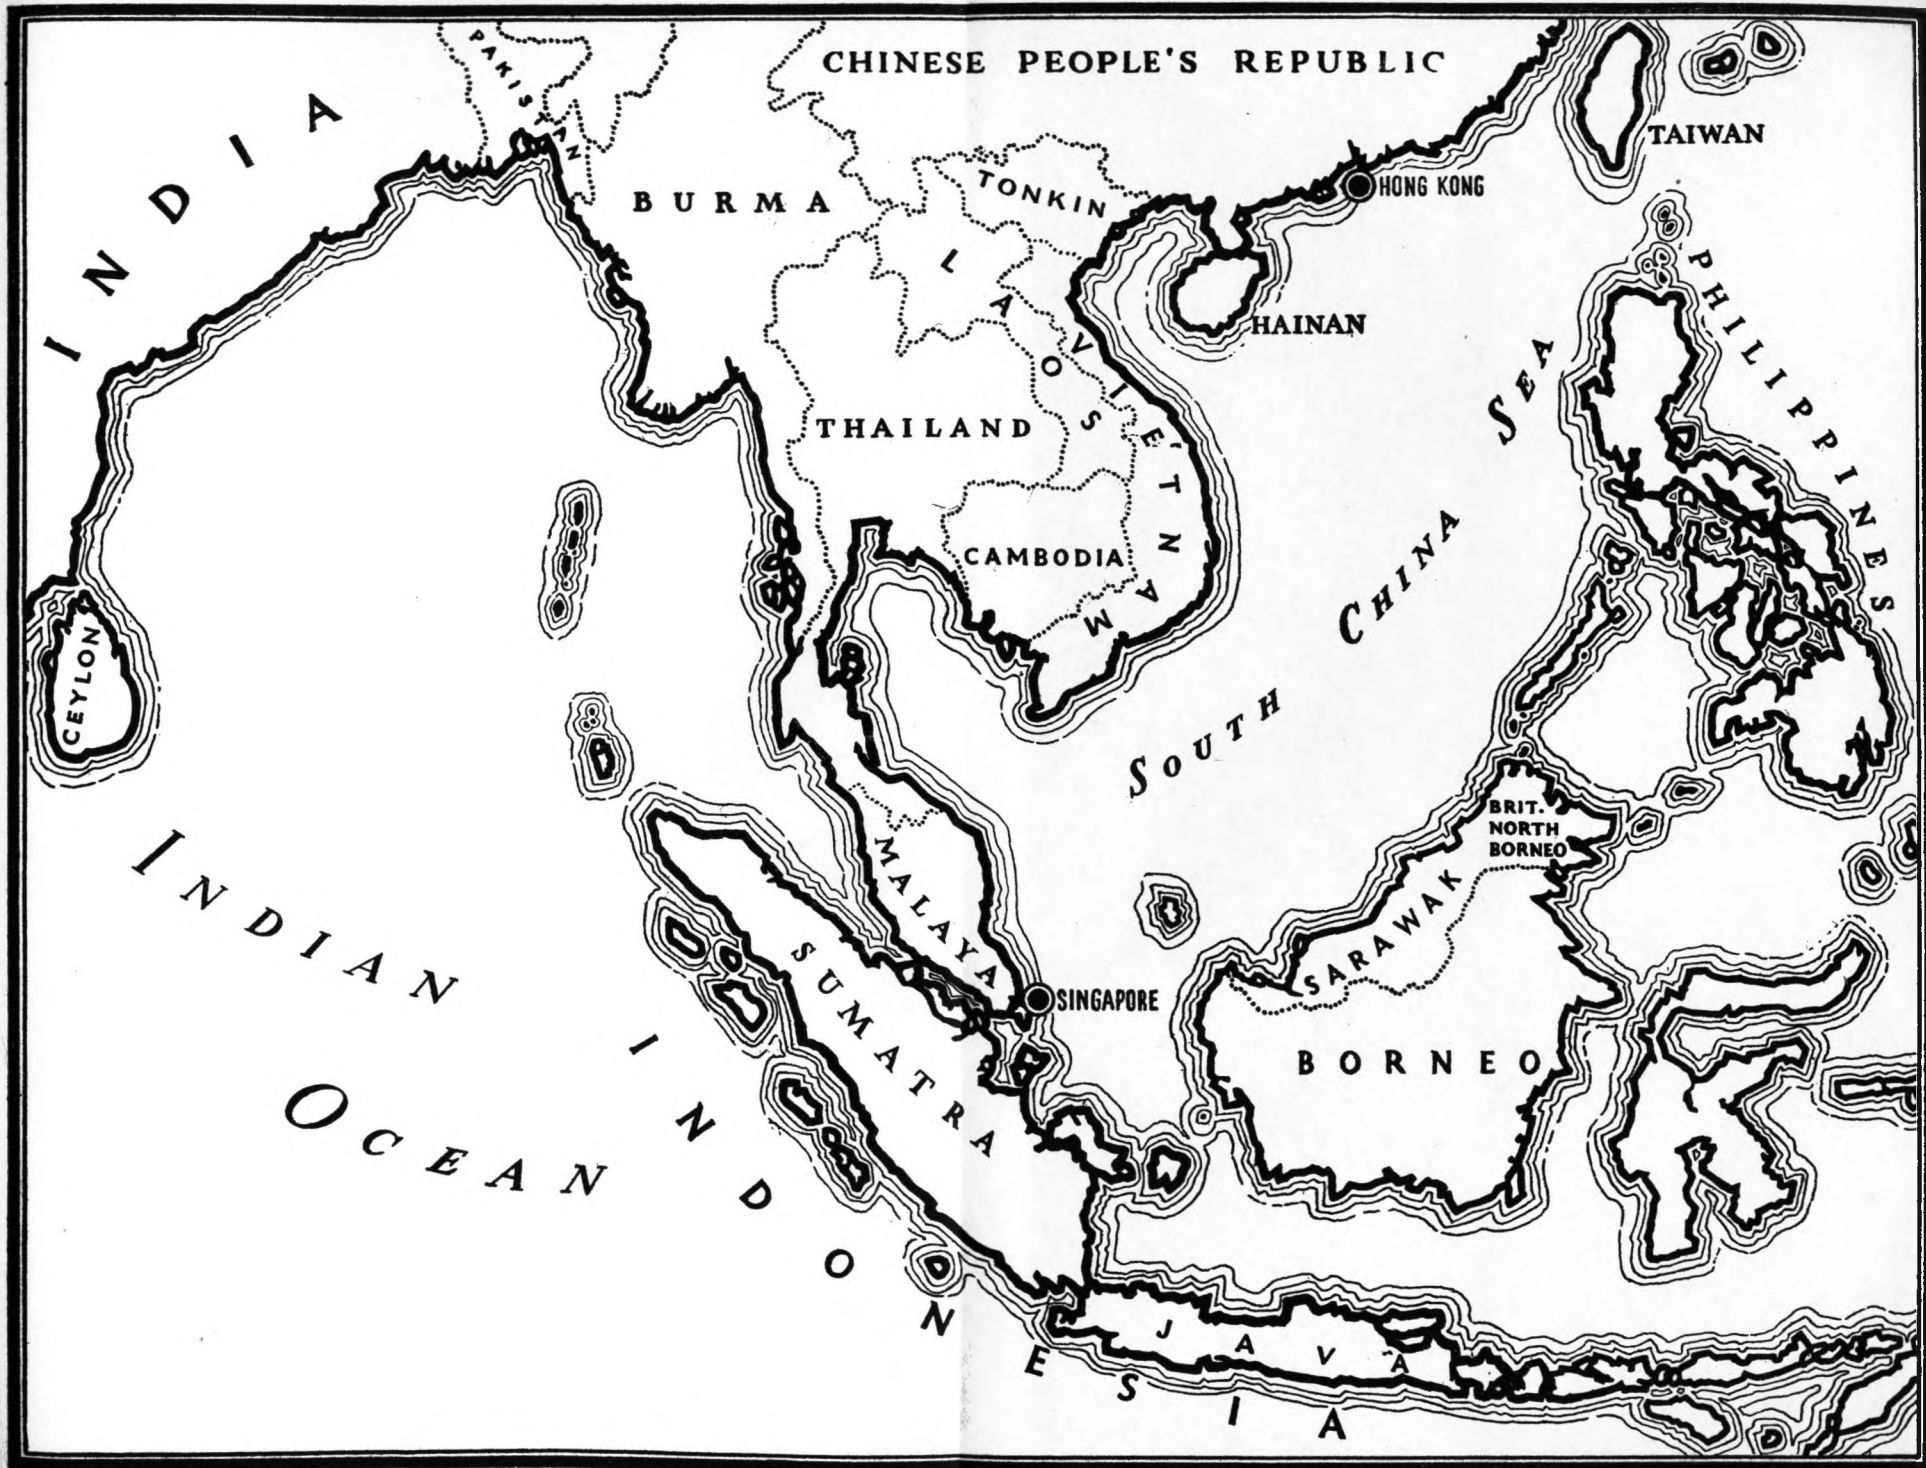 CHINESE PEOPLE'S REPUBLIC
PAKISTAN
INDIA
TAIWAN
BURMA
TONKIN
HONG KONG
LAOS
HAINAN
PHILIPPINES
VIETNAM
THAILAND
CAMBODIA
SOUTH CHINA SEA
CEYLON
BRIT.
NORTH
BORNEO
MALAYA
SARAWAK
INDIAN
OCEAN
SUMATRA
SINGAPORE
BORNEO
INDONESIA
JAVA